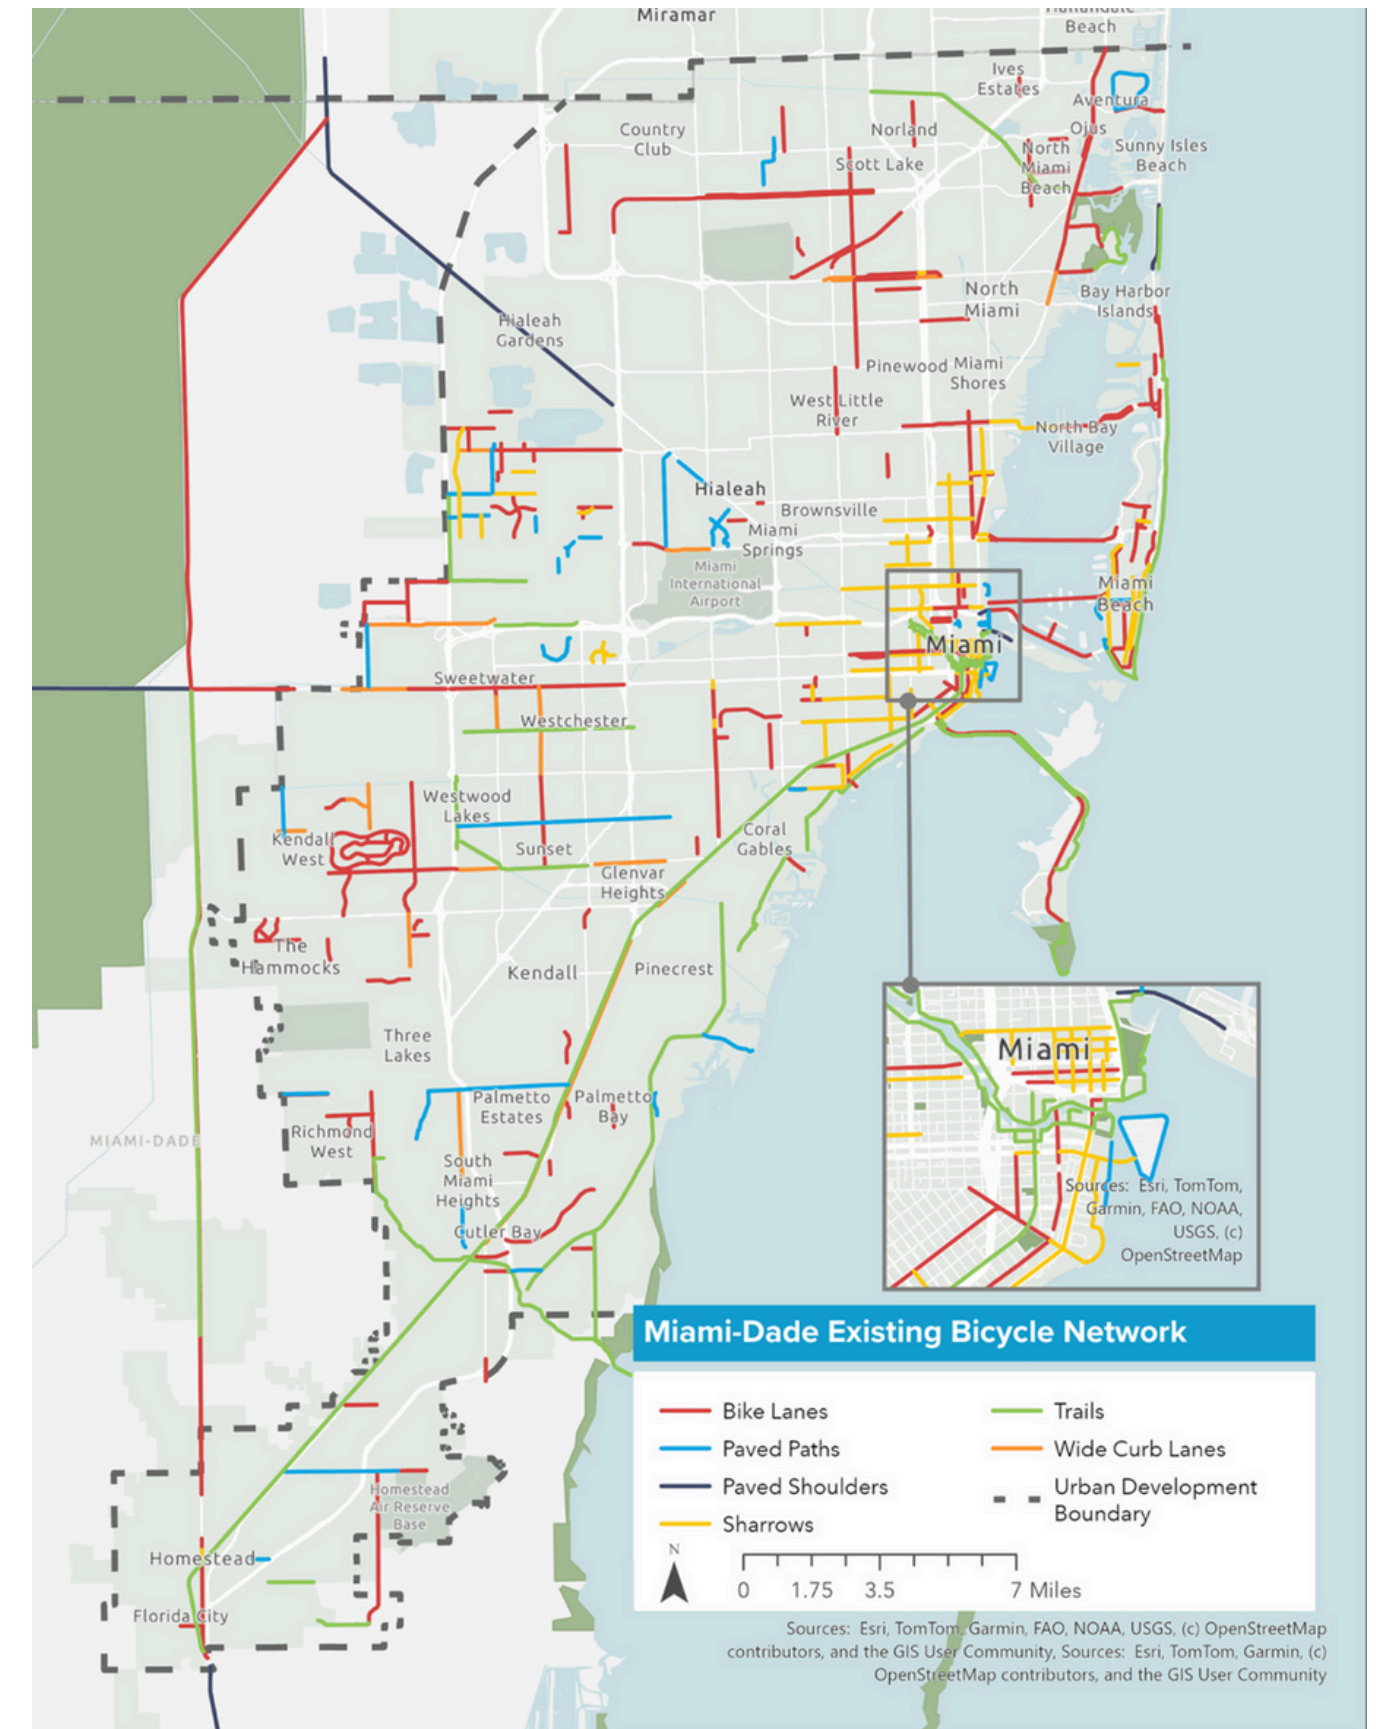 Miramar
Hallandale
Beach
Ives
Estates
Aventura
Country
Club
Norland
Ojus
Scott Lake
North
Miami
Beach
Sunny Isles
Beach
North
Miami
Bay Harbor
Islands
Hialeah
Gardens
Pinewood
Miami
Shores
West Little
River
North Bay
Village
Hialeah
Brownsville
Miami
Springs
Miami
International
Airport
Miami
Beach
Miami
Sweetwater
Westchester
Westwood
Lakes
Kendall
West
Sunset
Coral
Gables
Glenvar
Heights
The
Hammocks
Kendall
Pinecrest
Three
Lakes
Palmetto
Estates
Palmetto
Bay
MIAMI-DADE
Richmond
West
South
Miami
Heights
Cutler Bay
Miami
Sources: Esri, TomTom,
Garmin, FAO, NOAA,
USGS, (c)
OpenStreetMap
Homestead
Air Reserve
Base
Homestead
Florida City
Miami-Dade Existing Bicycle Network
Bike Lanes
Paved Paths
Paved Shoulders
Sharrows
Trails
Wide Curb Lanes
Urban Development
Boundary
N
0 1.75 3.5 7 Miles
Sources: Esri, TomTom, Garmin, FAO, NOAA, USGS, (c) OpenStreetMap
contributors, and the GIS User Community, Sources: Esri, TomTom, Garmin, (c)
OpenStreetMap contributors, and the GIS User Community